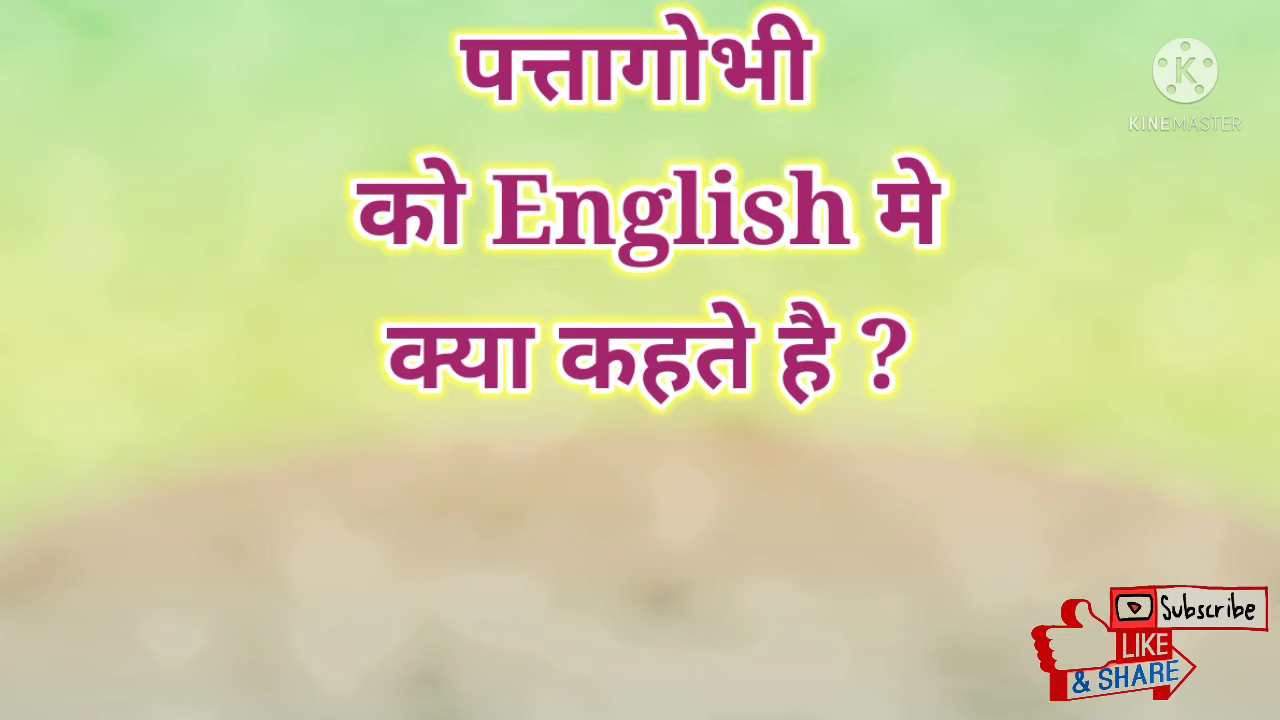 पत्तागोभी
को English मे
क्या कहते है ?
K
KINEMASTER
Subscribe
LIKE
& SHARE